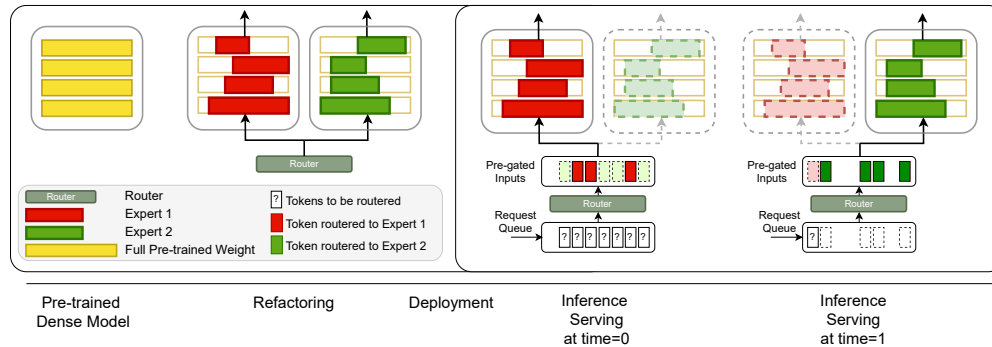 Router
Router
Expert 1
Expert 2
Full Pre-trained Weight
?
Tokens to be routered
Token routered to Expert 1
Token routered to Expert 2
Pre-gated
Inputs
Router
Request
Queue
? ? ? ? ? ? ?
Pre-gated
Inputs
Router
Request
Queue
?
Pre-trained
Dense Model
Refactoring
Deployment
Inference
Serving
at time=0
Inference
Serving
at time=1